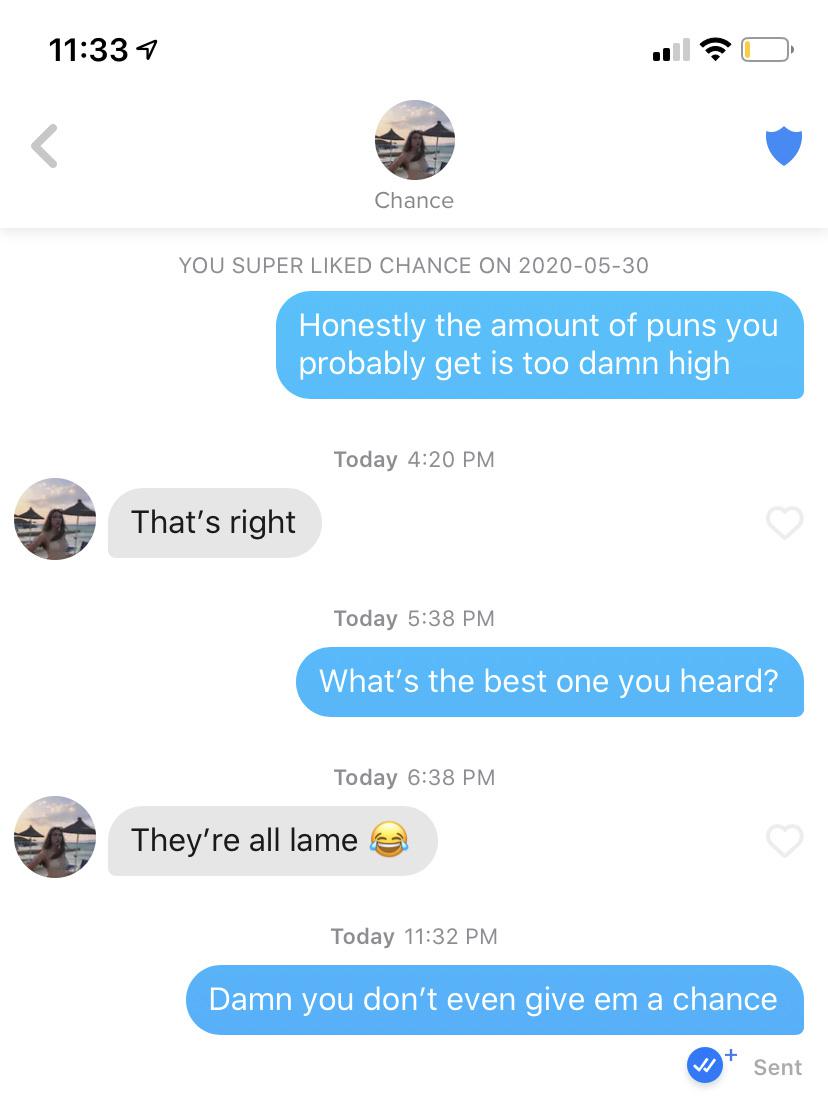 11:33
Chance
YOU SUPER LIKED CHANCE ON 2020-05-30
Honestly the amount of puns you
probably get is too damn high
Today 4:20 PM
That’s right
Today 5:38 PM
What’s the best one you heard?
Today 6:38 PM
They’re all lame 😂
Today 11:32 PM
Damn you don’t even give em a chance
Sent